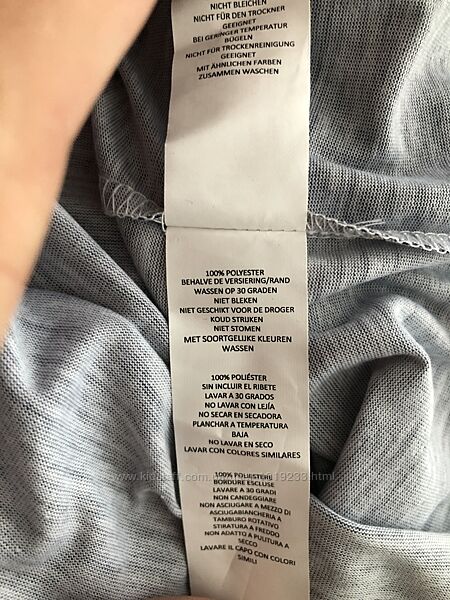 NICHT BLEICHEN
NICHT FÜR DEN TROCKNER
GEEIGNET
BEI GERINGER TEMPERATUR
BÜGELN
NICHT FÜR TROCKENREINIGUNG
GEEIGNET
MIT ÄHNLICHEN FARBEN
ZUSAMMEN WASCHEN
100% POLYESTER
BEHALVE DE VERSIERING/RAND
WASSEN OP 30 GRADEN
NIET BLEKEN
NIET GESCHIKT VOOR DE DROGER
KOUD STRIJKEN
NIET STOMEN
MET SOORTGELIJKE KLEUREN
WASSEN
100% POLIÉSTER
SIN INCLUIR EL RIBETE
LAVAR A 30 GRADOS
NO LAVAR CON LEJÍA
NO SECAR EN SECADORA
PLANCHAR A TEMPERATURA
BAJA
NO LAVAR EN SECO
LAVAR CON COLORES SIMILARES
100% POLIESTERE
BORDURE ESCLUSE
LAVARE A 30 GRADI
NON CANDEGGIARE
NON ASCIUGARE A MEZZO DI
ASCIUGABIANCHERIA A
TAMBURO ROTATIVO
STIRATURA A FREDDO
NON ADATTO A PULITURA A
SECCO
LAVARE IL CAPO CON COLORI
SIMILI